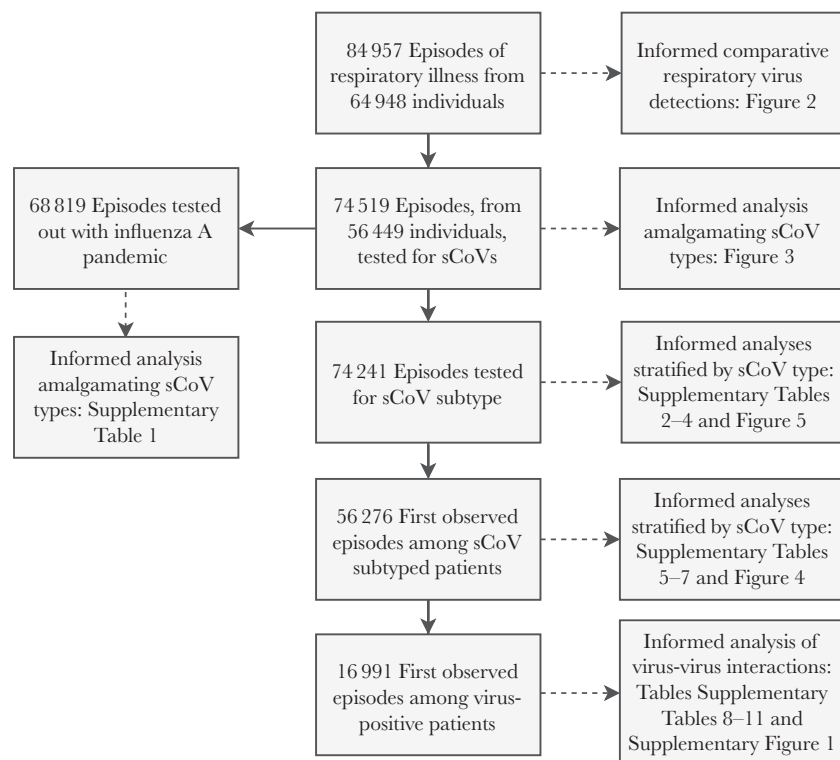 84 957 Episodes of
respiratory illness from
64 948 individuals
Informed comparative
respiratory virus
detections: Figure 2
68 819 Episodes tested
out with influenza A
pandemic
74 519 Episodes, from
56 449 individuals,
tested for sCoVs
Informed analysis
amalgamating sCoV
types: Figure 3
Informed analysis
amalgamating sCoV
types: Supplementary
Table 1
74 241 Episodes tested
for sCoV subtype
Informed analyses
stratified by sCoV type:
Supplementary Tables
2–4 and Figure 5
56 276 First observed
episodes among sCoV
subtyped patients
Informed analyses
stratified by sCoV type:
Supplementary Tables
5–7 and Figure 4
16 991 First observed
episodes among virus-
positive patients
Informed analysis of
virus-virus interactions:
Tables Supplementary
Tables 8–11 and
Supplementary Figure 1